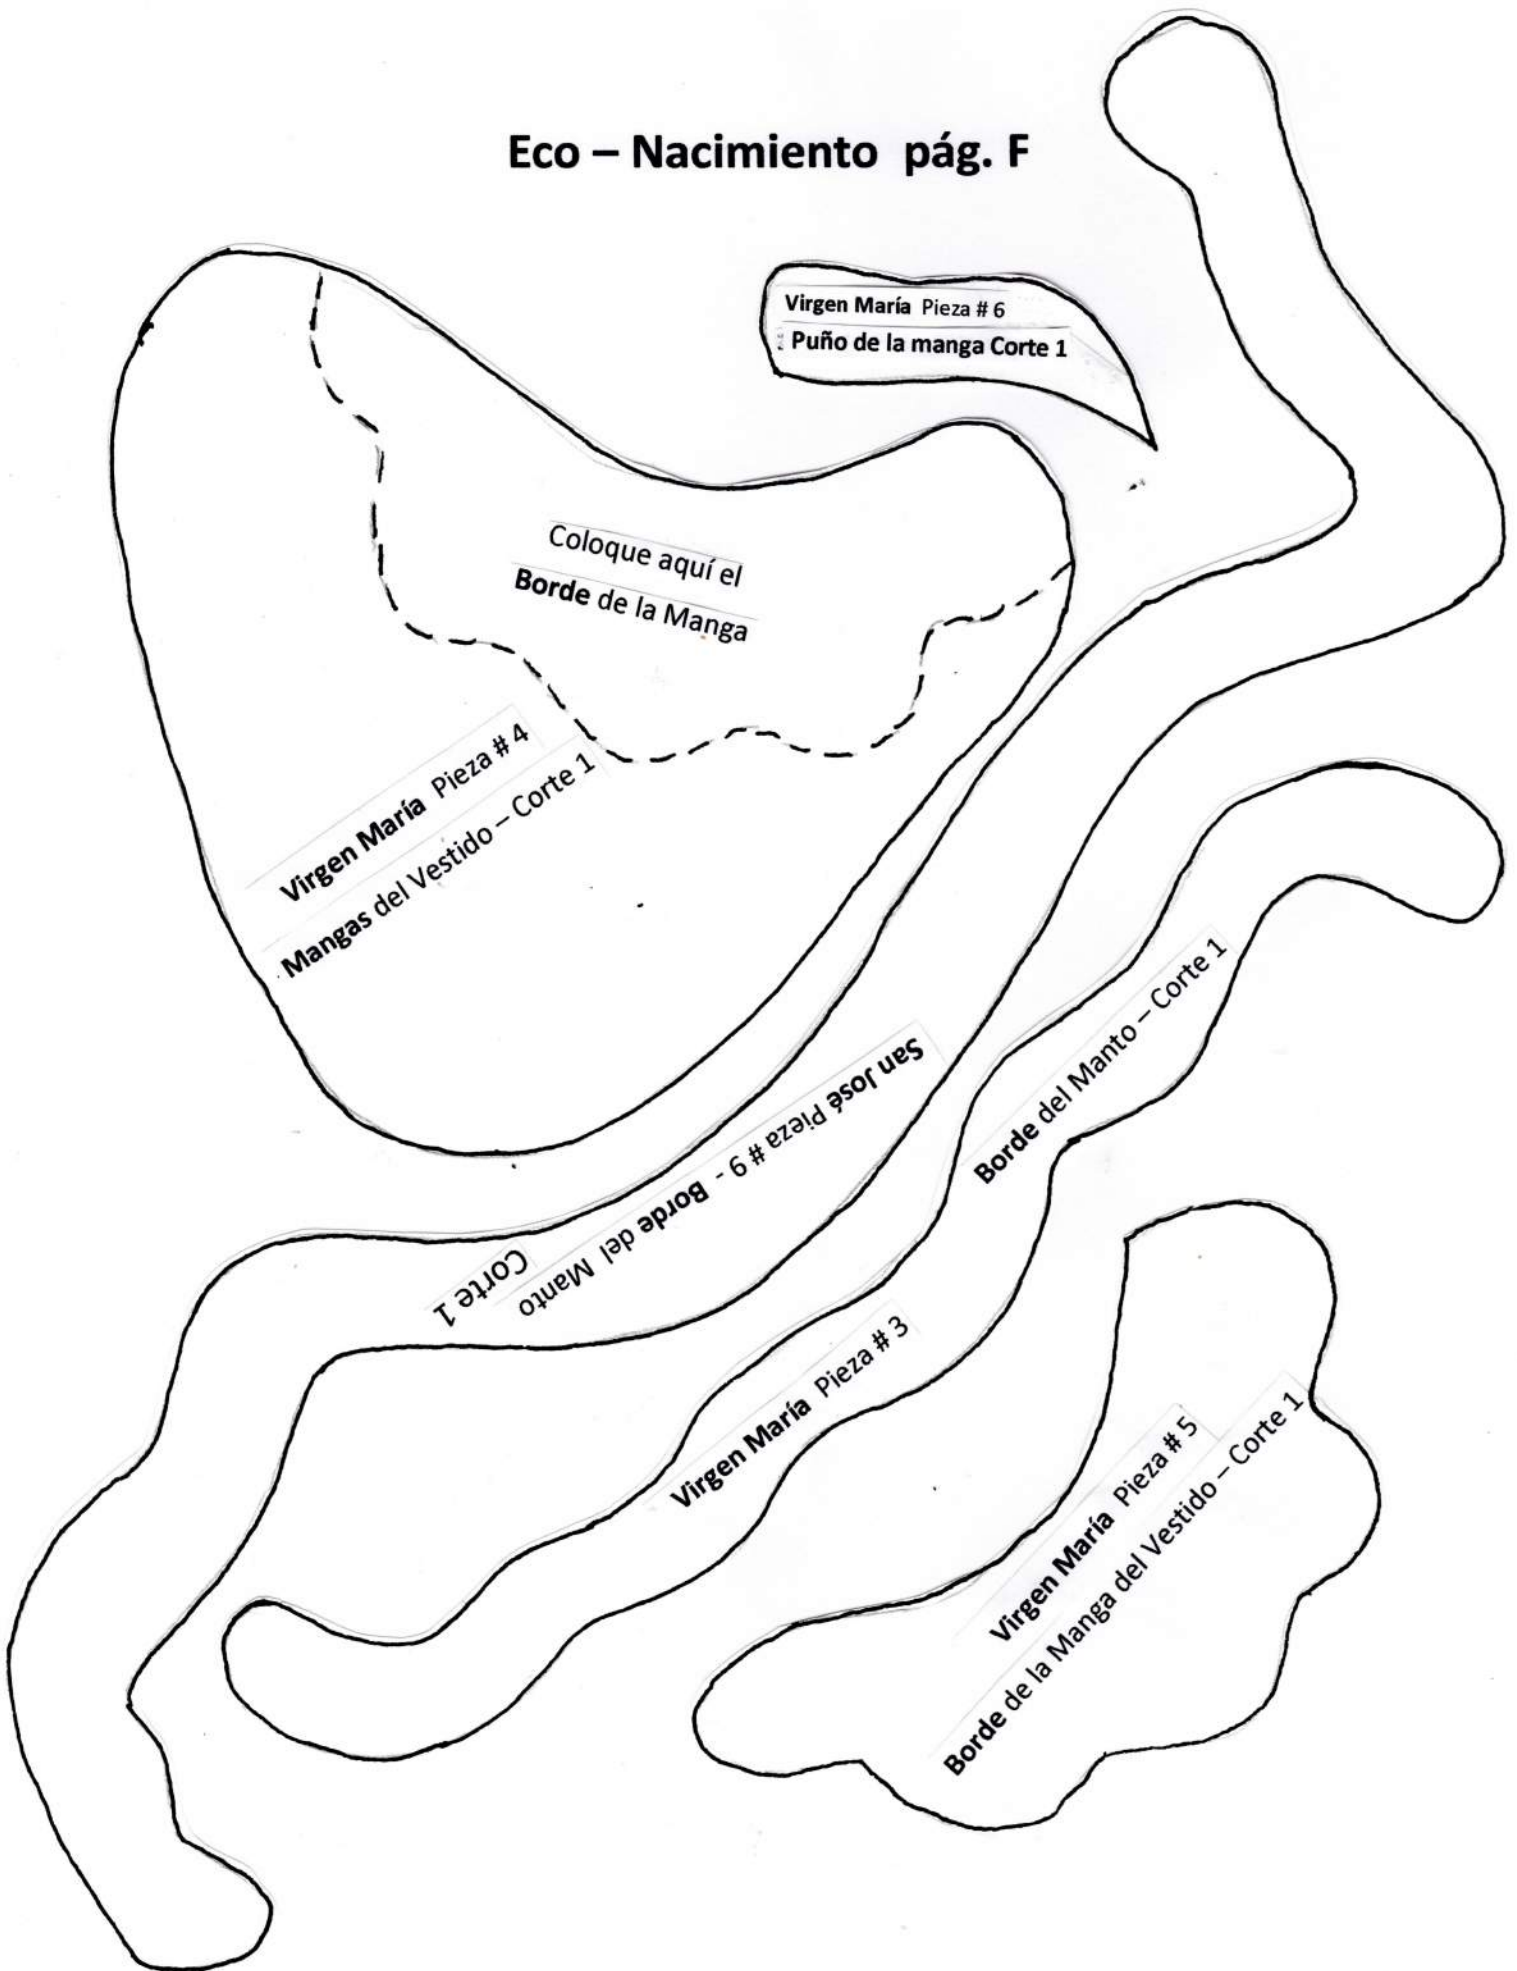 Eco – Nacimiento pág. F
Virgen María Pieza # 6
Puño de la manga Corte 1
Coloque aquí el
Borde de la Manga
Virgen María Pieza # 4
Mangas del Vestido – Corte 1
San José Pieza # 9 - Borde del Manto
Corte 1
Virgen María Pieza # 3
Borde del Manto – Corte 1
Virgen María Pieza # 5
Borde de la Manga del Vestido – Corte 1